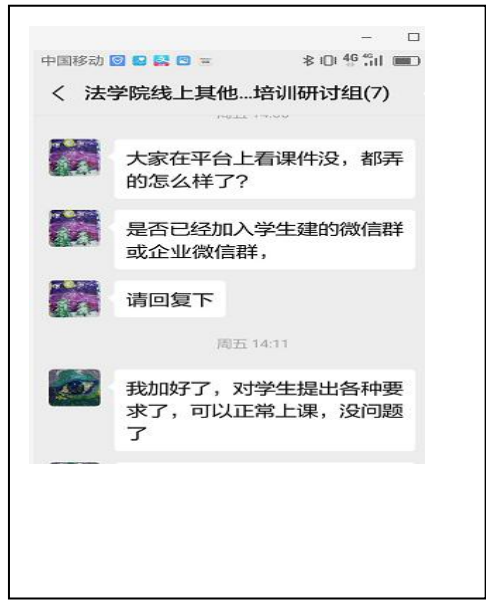 中国移动
4G
法学院线上其他...培训研讨组(7)
大家在平台上看课件没，都弄
的怎么样了?
是否已经加入学生建的微信群
或企业微信群，
请回复下
周五 14:11
我加好了，对学生提出各种要
求了，可以正常上课，没问题
了